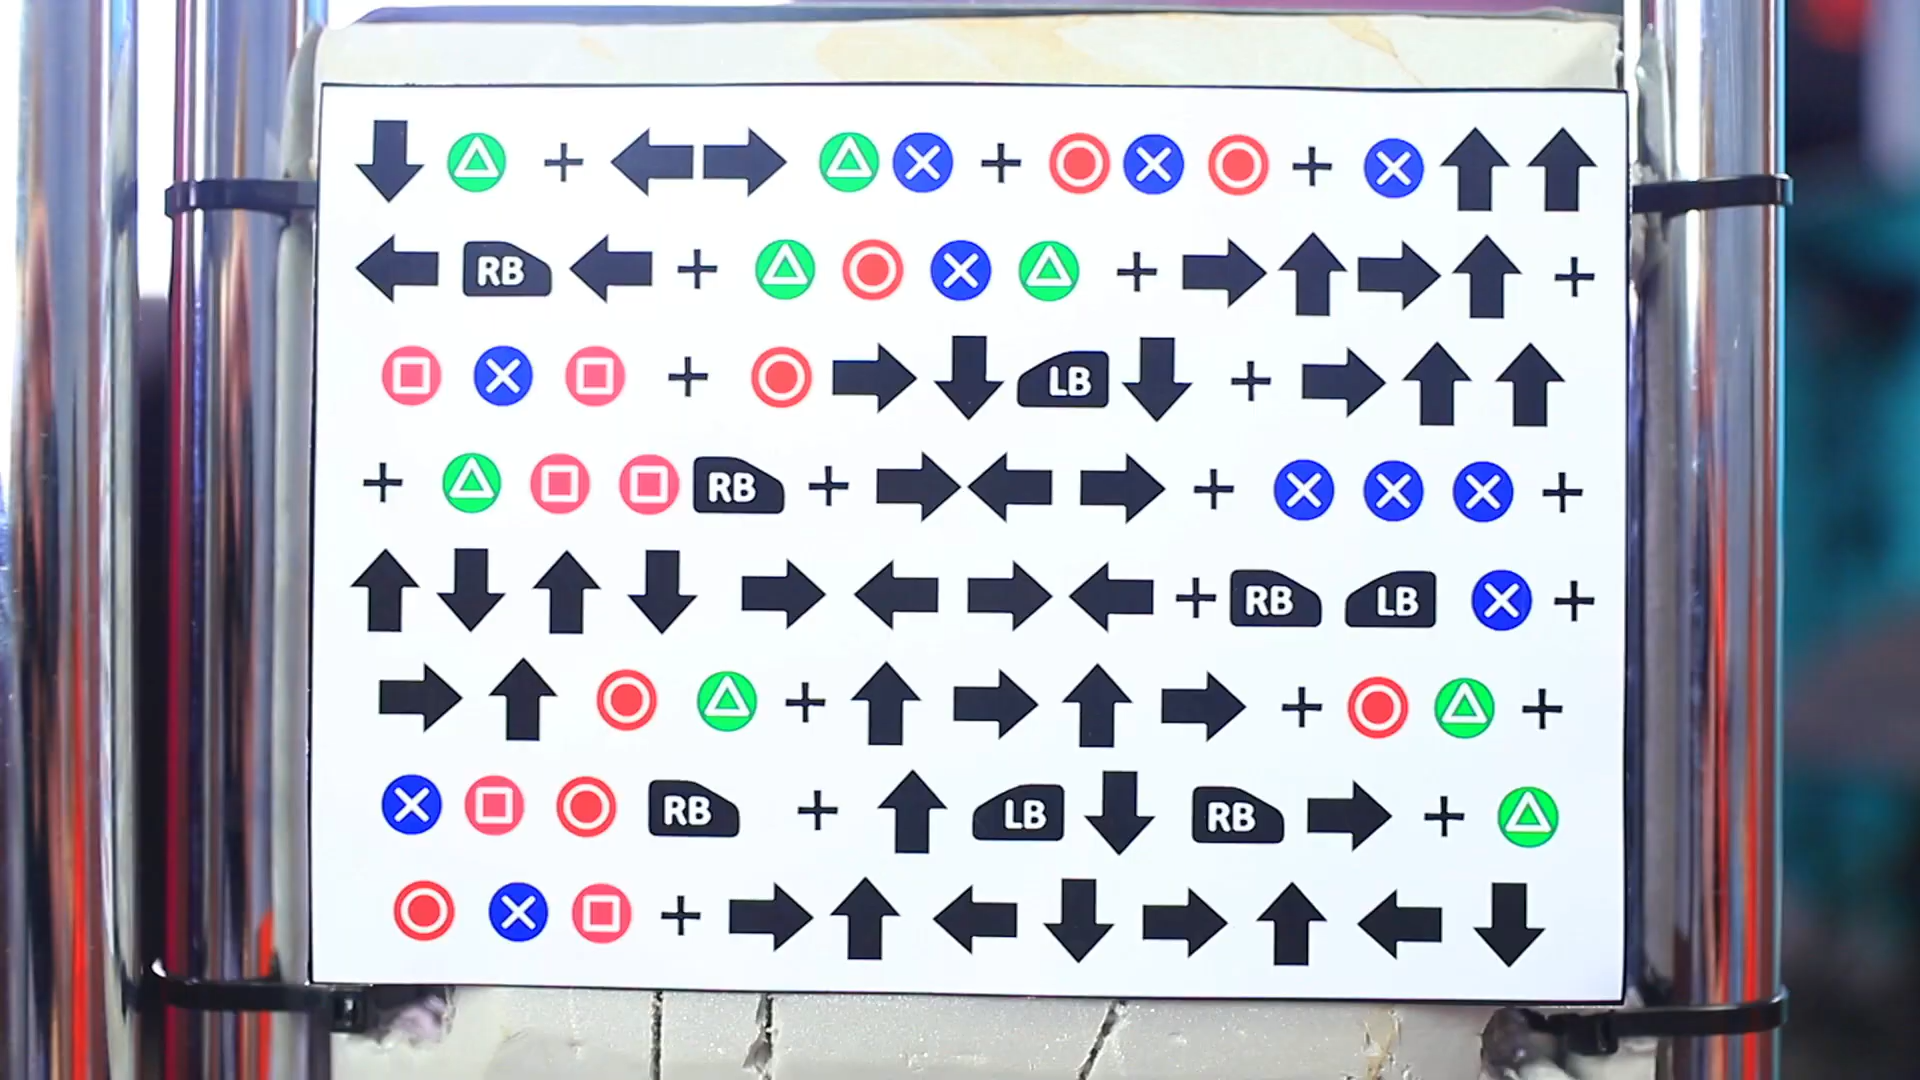 ⬇ △ + ⬅ ➡ △ ✕ + ○ ✕ ○ + ✕ ⬆ ⬆
⬅ RB ⬅ + △ ○ ✕ △ + ➡ ⬆ ➡ ⬆ +
□ ✕ □ + ○ ➡ ⬇ LB ⬇ + ➡ ⬆ ⬆
+ △ □ □ RB + ➡ ⬅ ➡ + ✕ ✕ ✕ +
⬆ ⬇ ⬆ ⬇ ➡ ⬅ ➡ ⬅ + RB LB ✕ +
➡ ⬆ ○ △ + ⬆ ➡ ⬆ ➡ + ○ △ +
✕ □ ○ RB + ⬆ LB ⬇ RB ➡ + △
○ ✕ □ + ➡ ⬆ ⬅ ⬇ ➡ ⬆ ⬅ ⬇